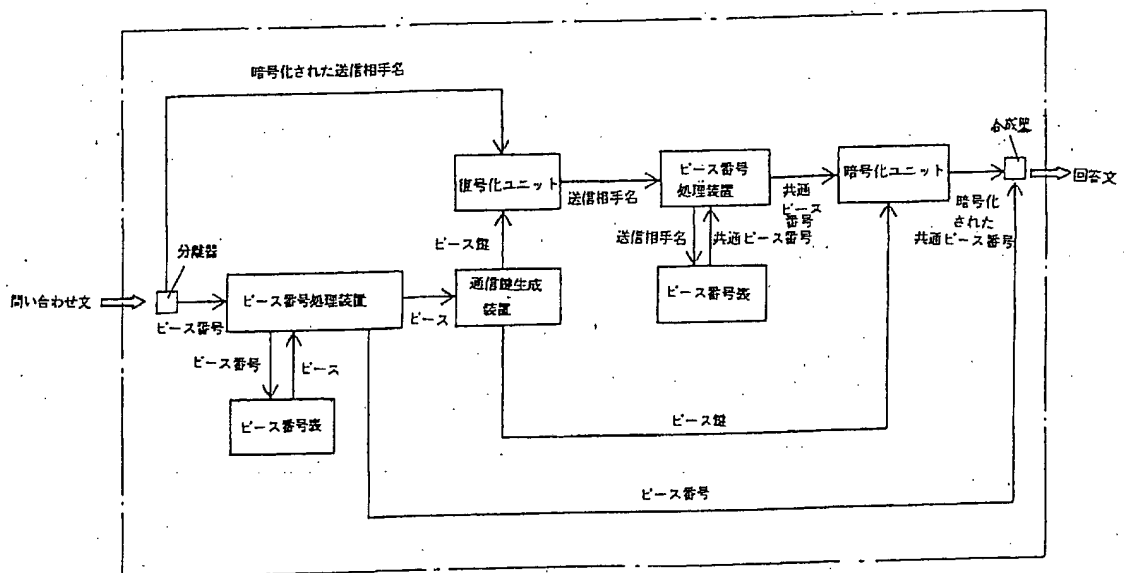 暗号化された送信相手名
復号化ユニット
送信相手名
ピース番号
処理装置
共通
ピース
番号
暗号化ユニット
合成器
回答文
暗号化
された
共通ピース番号
送信相手名
共通ピース番号
ピース番号表
ピース鍵
分離器
問い合わせ文
ピース番号
ピース番号処理装置
ピース
通信鍵生成
装置
ピース番号
ピース
ピース番号表
ピース鍵
ピース番号